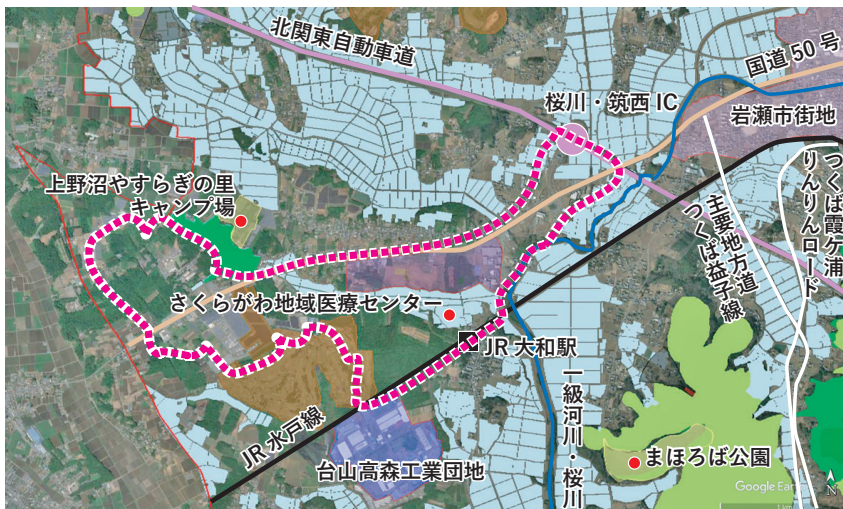 北関東自動車道
国道50号
桜川・筑西IC
岩瀬市街地
上野沼やすらぎの里
キャンプ場
つくば霞ケ浦
りんりんロード
主要地方道
つくば益子線
さくらがわ地域医療センター
JR大和駅
一級河川・桜川
JR水戸線
台山高森工業団地
まほろば公園
Google Earth
N